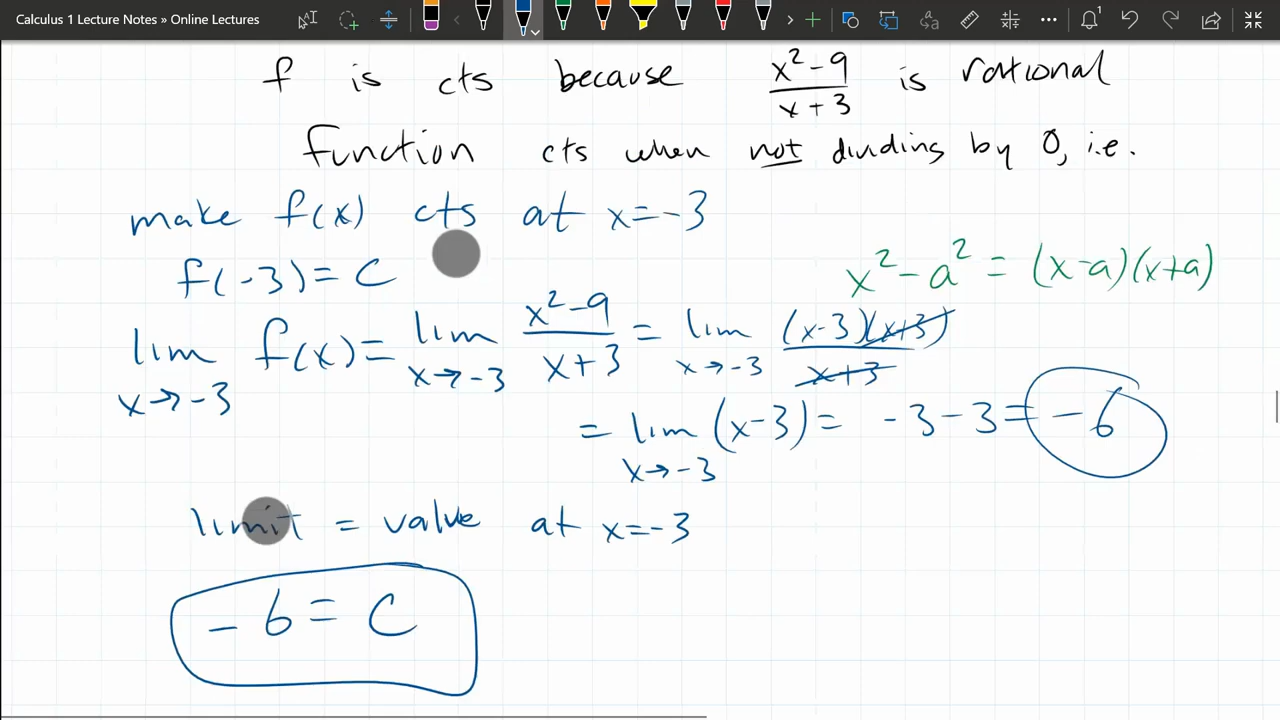 Calculus 1 Lecture Notes » Online Lectures
f is cts because x²-9 / x+3 is rational
function cts when not dividing by 0, i.e.
make f(x) cts at x=-3
f(-3) = C
x² - a² = (x-a)(x+a)
lim x→-3 f(x) = lim x→-3 x²-9 / x+3 = lim x→-3 (x-3)(x+3) / x+3
= lim x→-3 (x-3) = -3-3 = -6
limit = value at x=-3
-6 = C